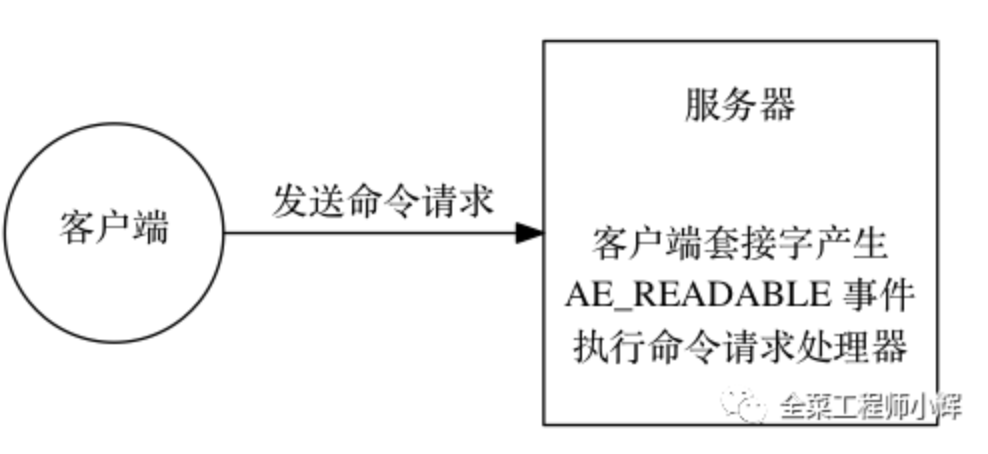 服务器
发送命令请求
客户端
客户端套接字产生
AE_READABLE 事件
执行命令请求处理器
全菜工程师小辉